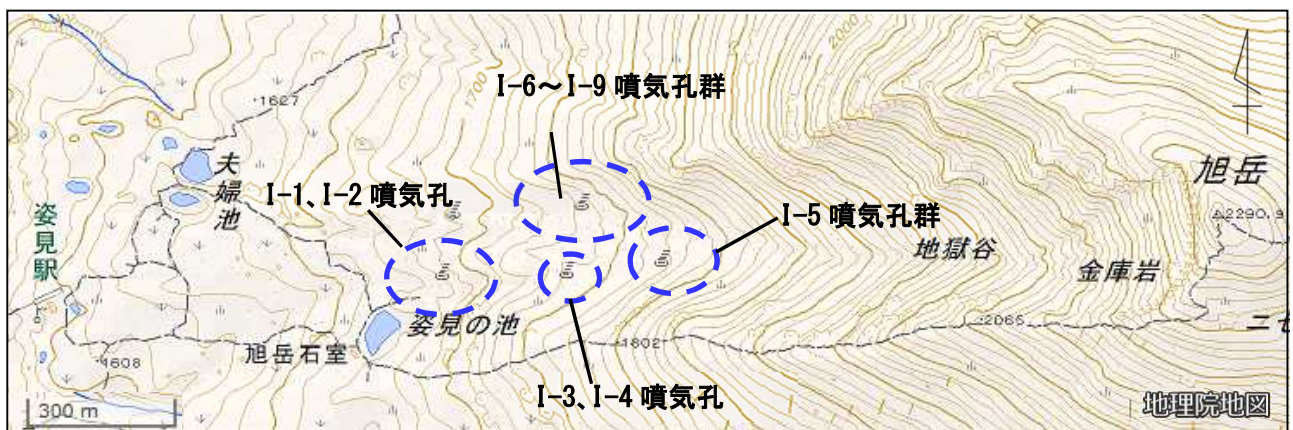 2000
1700
I-6～I-9 噴気孔群
・1627
夫婦池
旭岳
I-1、I-2 噴気孔
I-5 噴気孔群
姿見駅
2290.9
地獄谷
金庫岩
姿見の池
・2065
・1802
旭岳石室
・1608
I-3、I-4 噴気孔
300 m
地理院地図